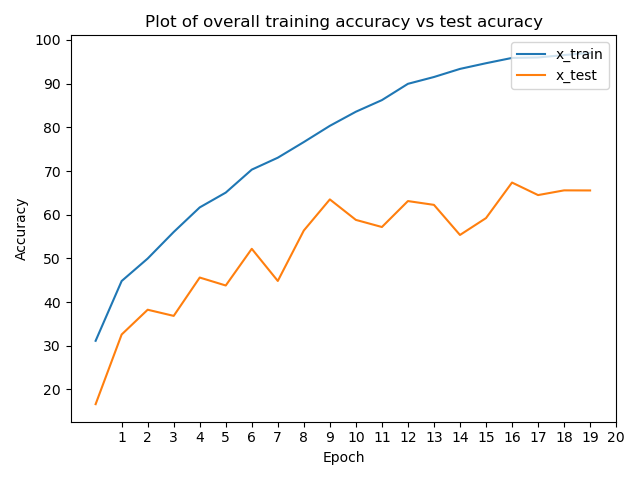 Plot of overall training accuracy vs test acuracy
x_train
x_test
Accuracy
100
90
80
70
60
50
40
30
20
1 2 3 4 5 6 7 8 9 10 11 12 13 14 15 16 17 18 19 20
Epoch